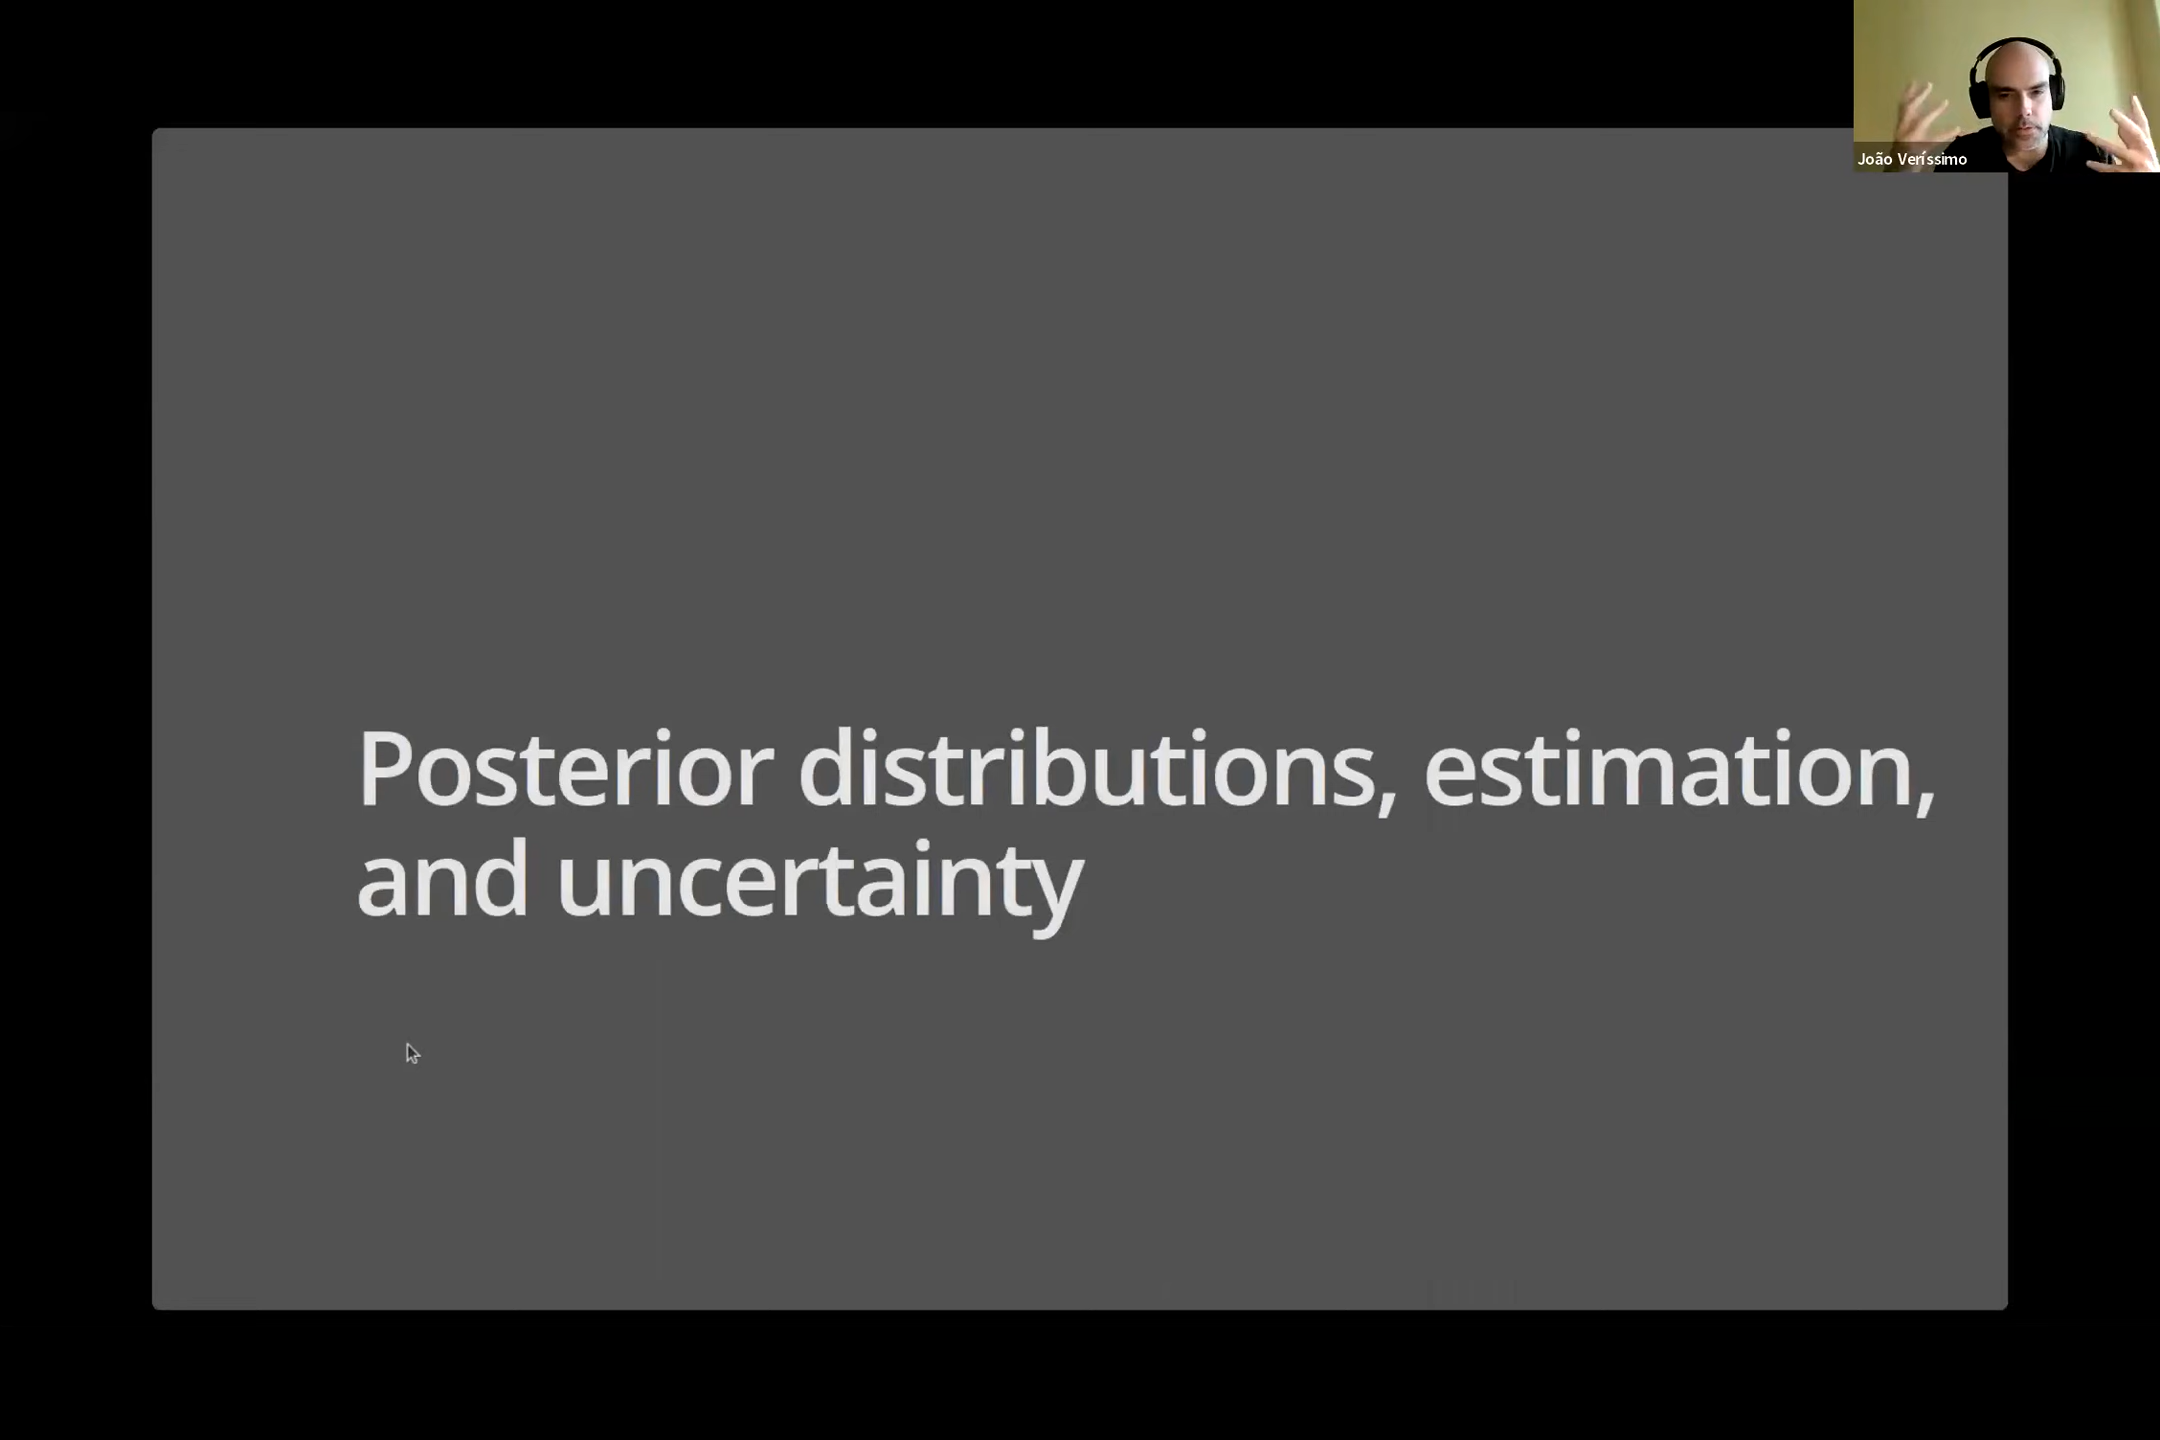 João Veríssimo
Posterior distributions, estimation,
and uncertainty